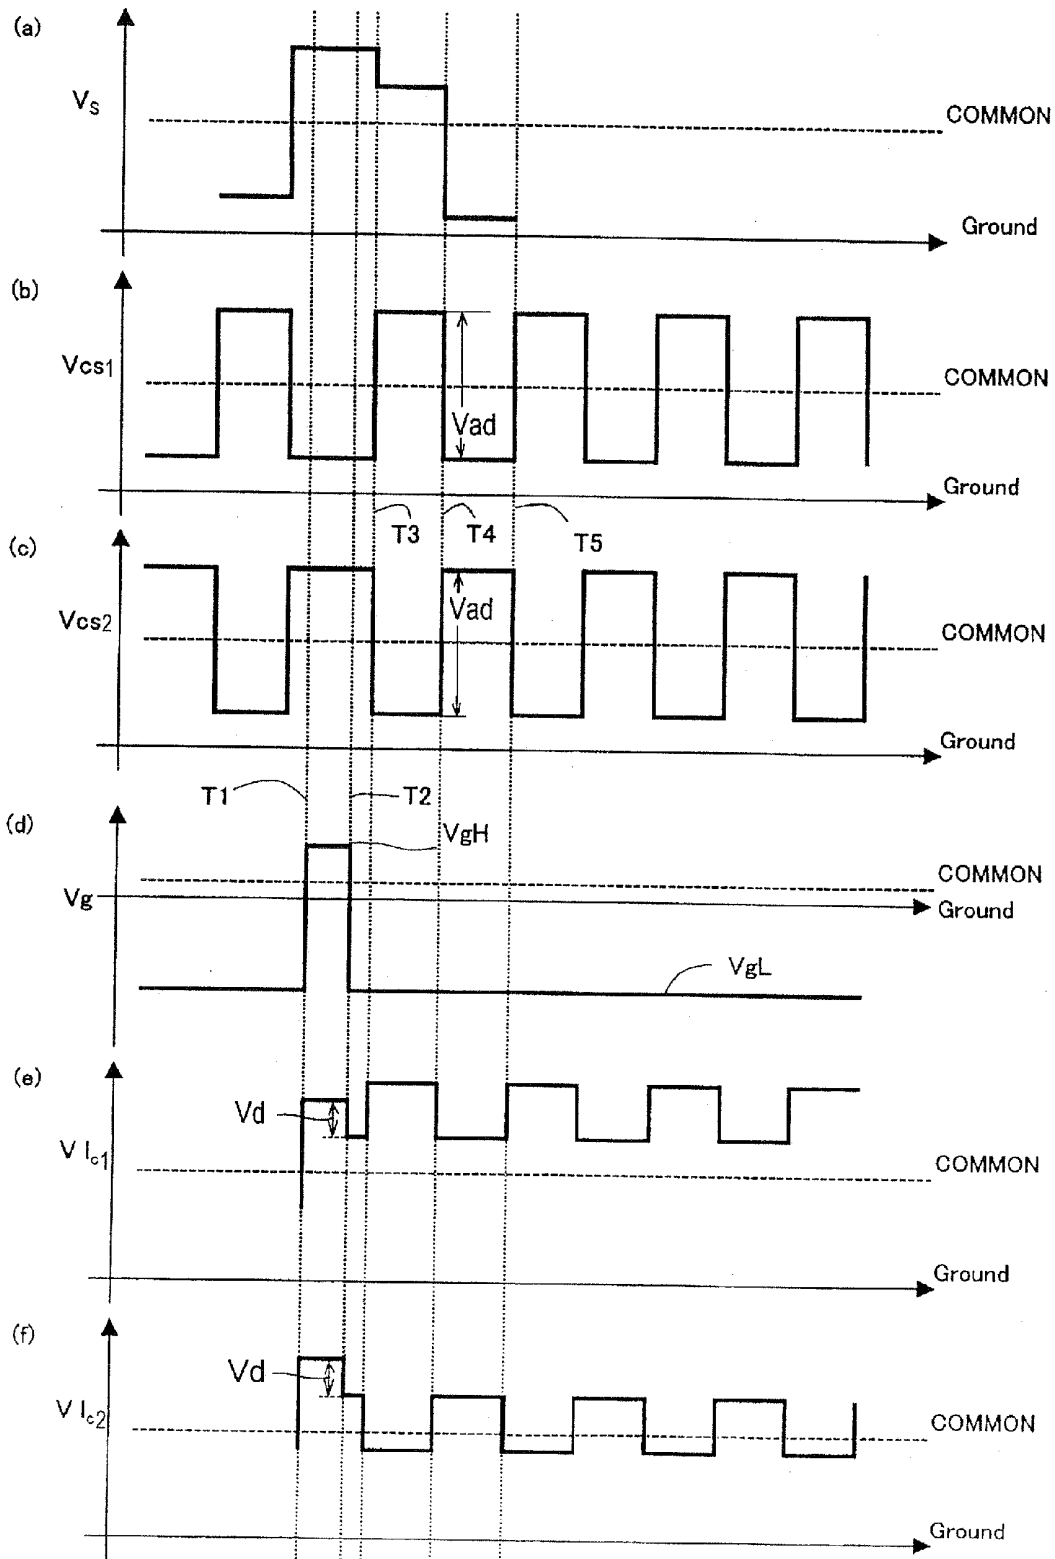 (a)
Vs
COMMON
Ground
(b)
Vcs1
COMMON
Vad
Ground
T3
T4
T5
(c)
Vcs2
Vad
COMMON
Ground
T1
T2
(d)
VgH
COMMON
Vg
Ground
VgL
(e)
Vd
V lc1
COMMON
Ground
(f)
Vd
V lc2
COMMON
Ground